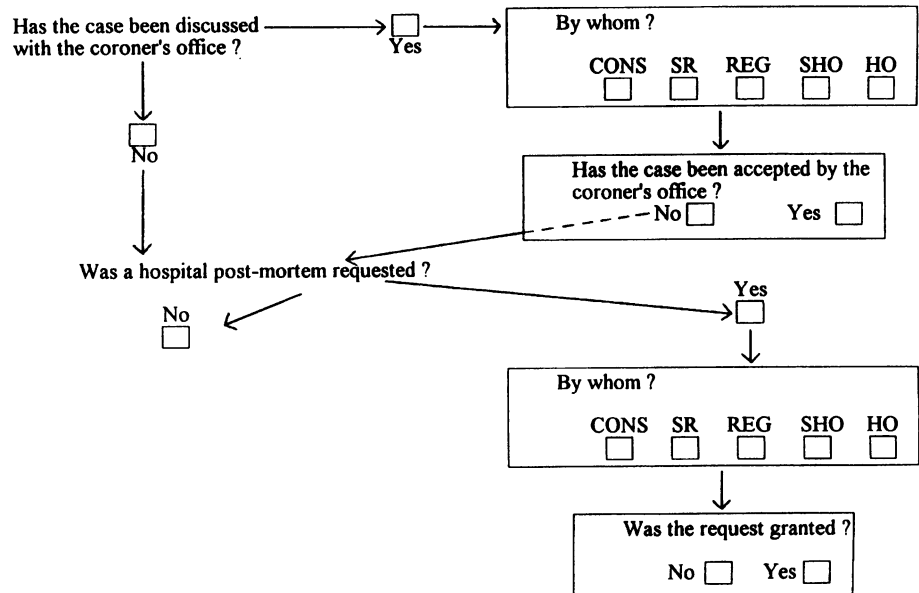 Has the case been discussed
with the coroner's office ?
Yes
By whom ?
CONS SR REG SHO HO
No
Has the case been accepted by the
coroner's office ?
No Yes
Was a hospital post-mortem requested ?
No
Yes
By whom ?
CONS SR REG SHO HO
Was the request granted ?
No Yes